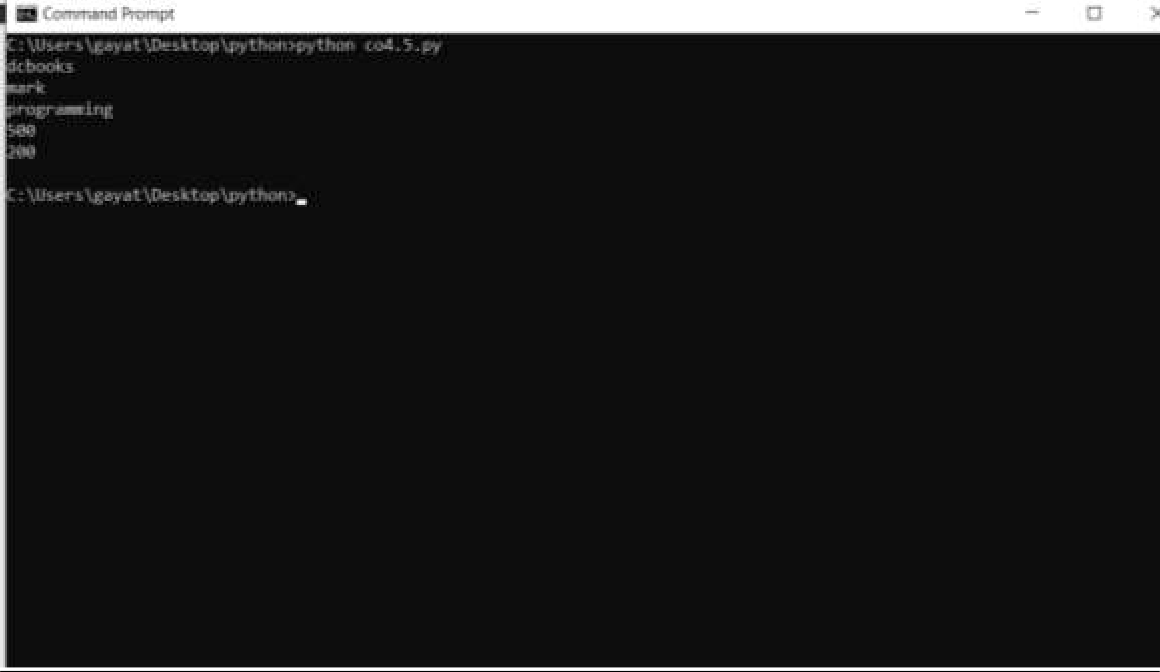 Command Prompt
C:\Users\gayat\Desktop\python>python co4.5.py
dcbooks
mark
programming
500
200
C:\Users\gayat\Desktop\python>